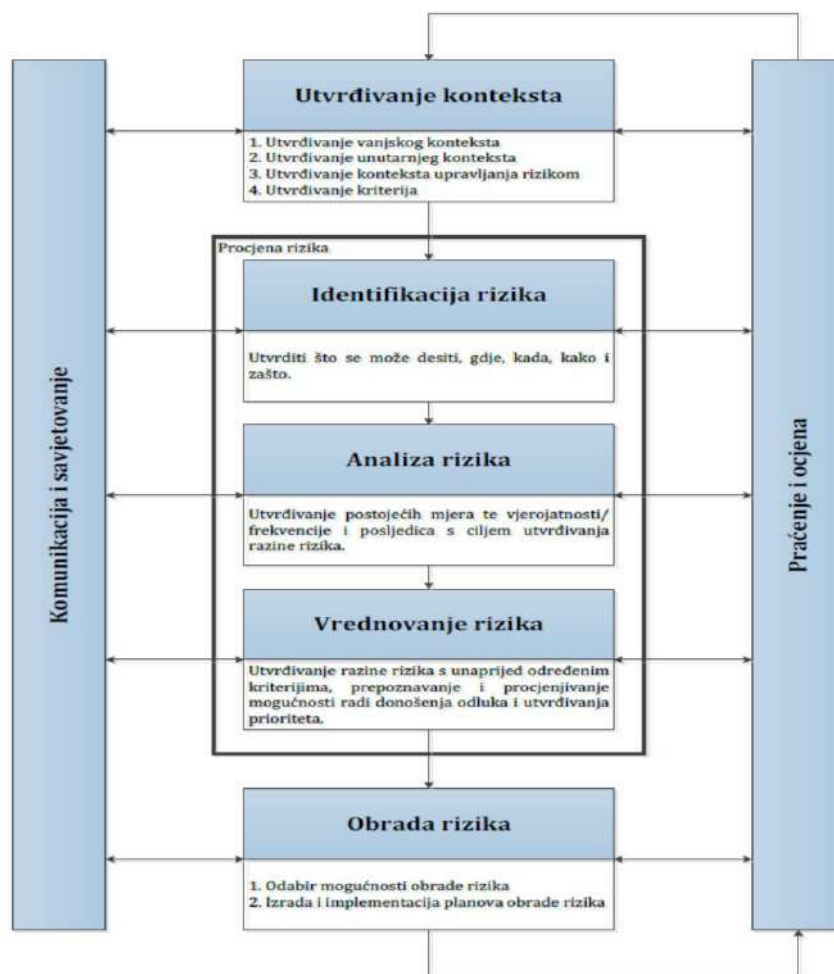 Utvrđivanje konteksta
1. Utvrđivanje vanjskog konteksta
2. Utvrđivanje unutarnjeg konteksta
3. Utvrđivanje konteksta upravljanja rizikom
4. Utvrđivanje kriterija
Procjena rizika
Identifikacija rizika
Utvrditi što se može desiti, gdje, kada, kako i
zašto.
Analiza rizika
Utvrđivanje postojećih mjera te vjerojatnosti/
frekvencije i posljedica s ciljem utvrđivanja
razine rizika.
Vrednovanje rizika
Utvrđivanje razine rizika s unaprijed određenim
kriterijima, prepoznavanje i procjenjivanje
mogućnosti radi donošenja odluka i utvrđivanja
prioriteta.
Obrada rizika
1. Odabir mogućnosti obrade rizika
2. Izrada i implementacija planova obrade rizika
Komunikacija i savjetovanje
Praćenje i ocjena